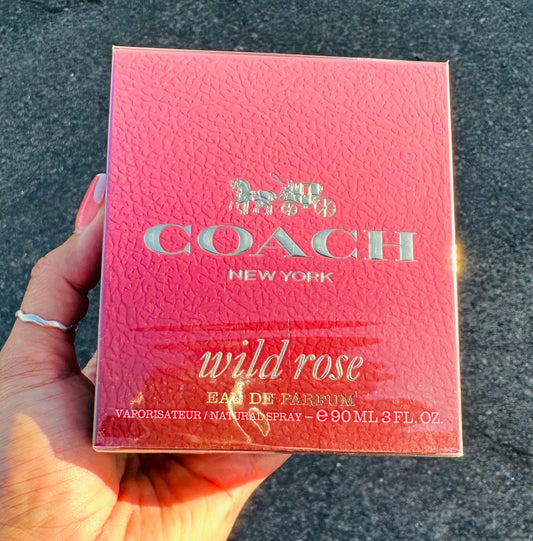 COACH
NEW YORK
wild rose
EAU DE PARFUM
VAPORISATEUR / NATURAL SPRAY – ℮ 90 ML 3 FL. OZ.